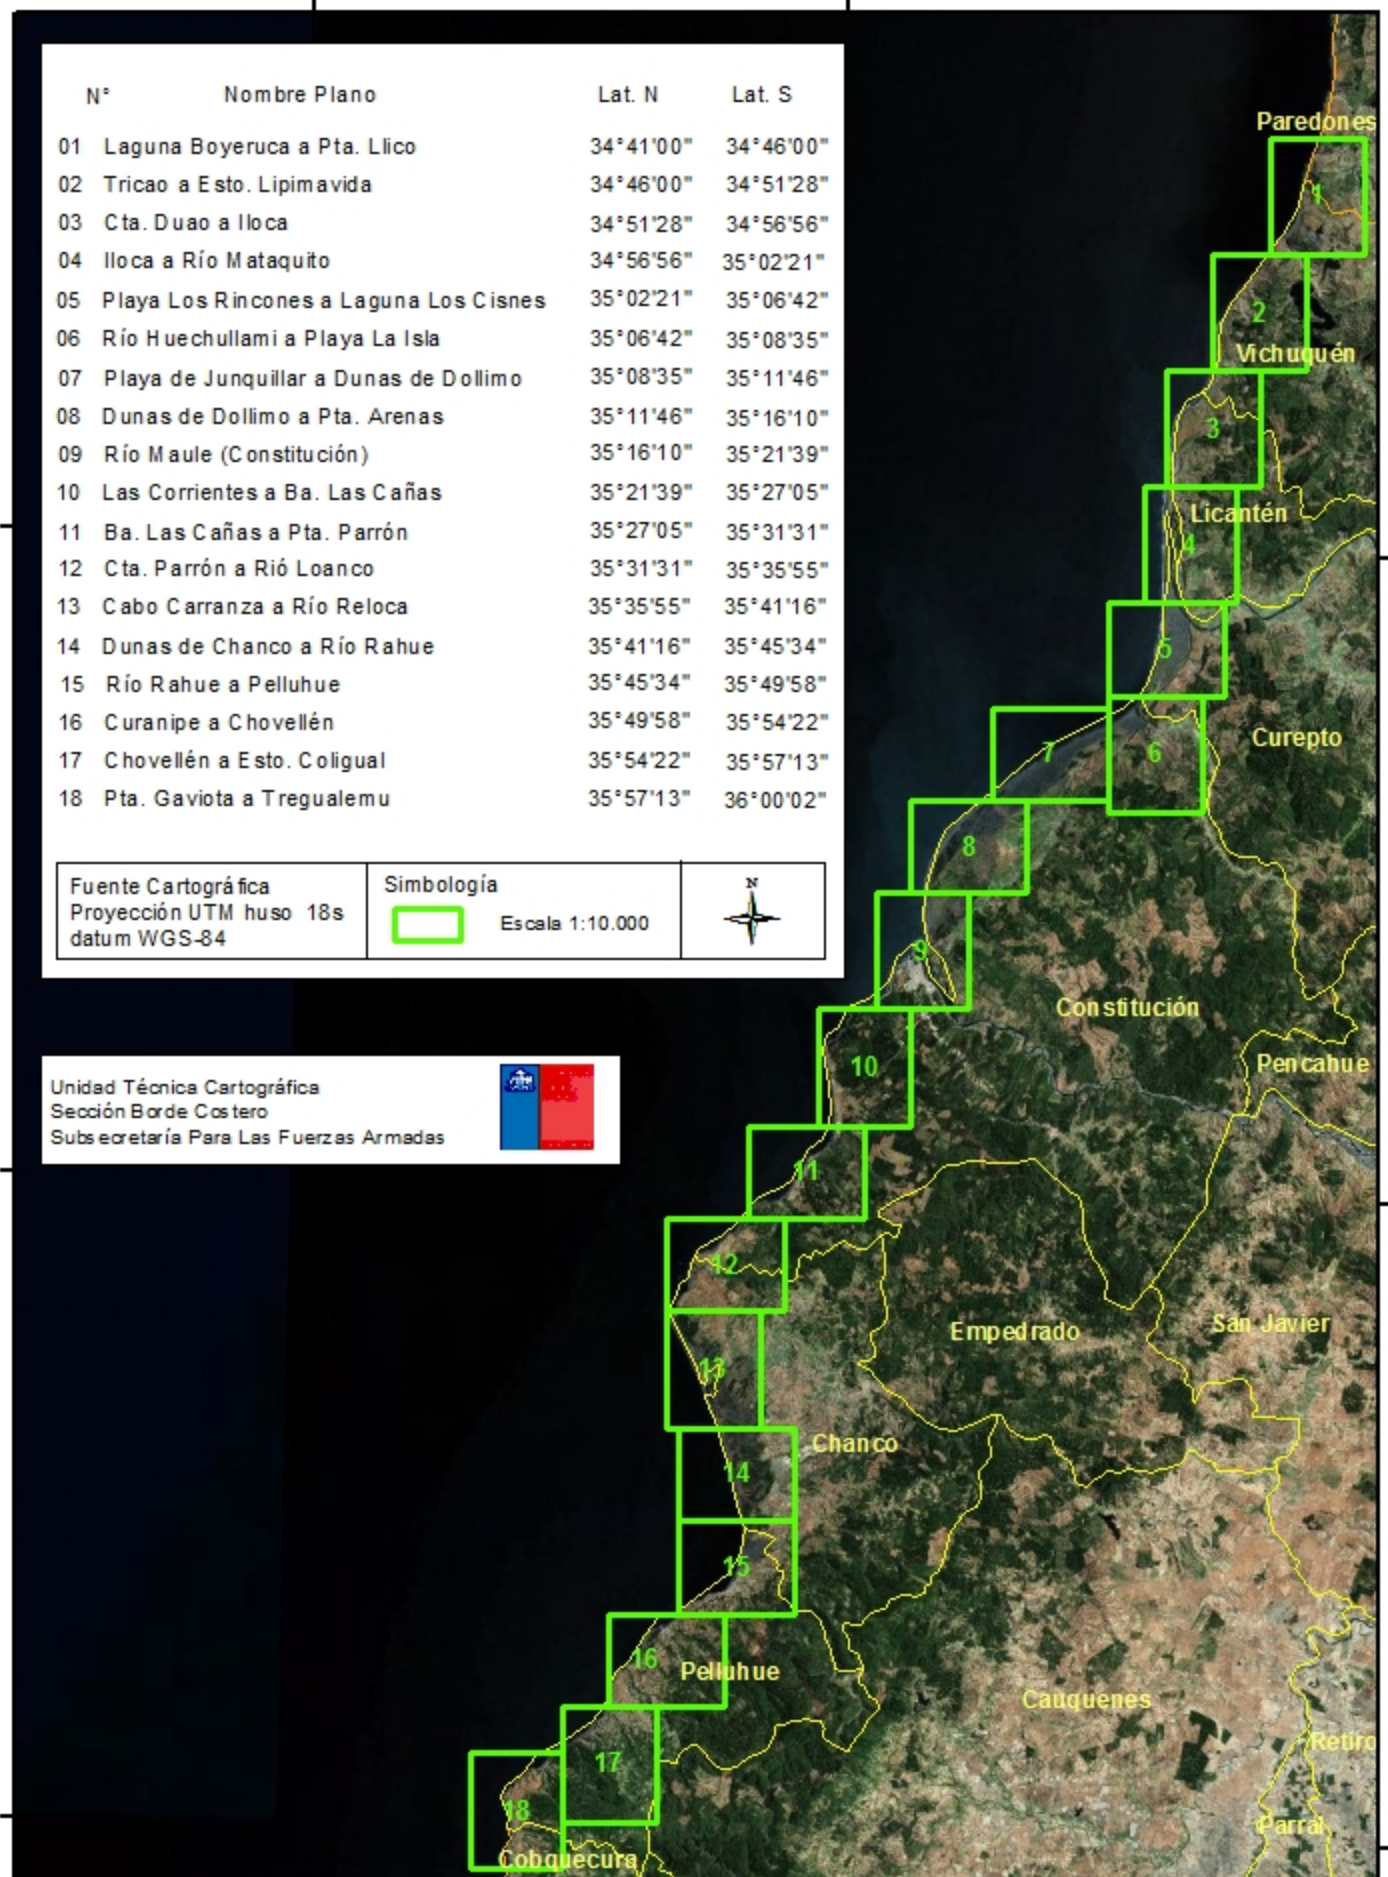 N° Nombre Plano Lat. N Lat. S
01 Laguna Boyeruca a Pta. Llico 34°41'00" 34°46'00"
02 Tricao a Esto. Lipimavida 34°46'00" 34°51'28"
03 Cta. Duao a Iloca 34°51'28" 34°56'56"
04 Iloca a Río Mataquito 34°56'56" 35°02'21"
05 Playa Los Rincones a Laguna Los Cisnes 35°02'21" 35°06'42"
06 Río Huechullami a Playa La Isla 35°06'42" 35°08'35"
07 Playa de Junquillar a Dunas de Dollimo 35°08'35" 35°11'46"
08 Dunas de Dollimo a Pta. Arenas 35°11'46" 35°16'10"
09 Río Maule (Constitución) 35°16'10" 35°21'39"
10 Las Corrientes a Ba. Las Cañas 35°21'39" 35°27'05"
11 Ba. Las Cañas a Pta. Parrón 35°27'05" 35°31'31"
12 Cta. Parrón a Rió Loanco 35°31'31" 35°35'55"
13 Cabo Carranza a Río Reloca 35°35'55" 35°41'16"
14 Dunas de Chanco a Río Rahue 35°41'16" 35°45'34"
15 Río Rahue a Pelluhue 35°45'34" 35°49'58"
16 Curanipe a Chovellén 35°49'58" 35°54'22"
17 Chovellén a Esto. Coligual 35°54'22" 35°57'13"
18 Pta. Gaviota a Tregualemu 35°57'13" 36°00'02"
Fuente Cartográfica
Proyección UTM huso 18s
datum WGS-84
Simbología
Escala 1:10.000
N
Unidad Técnica Cartográfica
Sección Borde Costero
Subsecretaría Para Las Fuerzas Armadas
Paredones
1
2
Vichuquén
3
Licantén
4
5
Curepto
6
7
8
9
Constitución
10
Pencahue
11
12
San Javier
Empedrado
13
Chanco
14
15
16
Pelluhue
Cauquenes
Retiro
17
18
Parral
Cobquecura